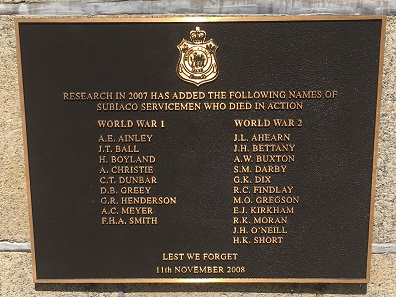 RESEARCH IN 2007 HAS ADDED THE FOLLOWING NAMES OF
SUBIACO SERVICEMEN WHO DIED IN ACTION
WORLD WAR 1
A.E. AINLEY
J.T. BALL
H. BOYLAND
A. CHRISTIE
C.T. DUNBAR
D.B. GREEY
G.R. HENDERSON
A.C. MEYER
F.H.A. SMITH
WORLD WAR 2
J.L. AHEARN
J.H. BETTANY
A.W. BUXTON
S.M. DARBY
G.K. DIX
R.C. FINDLAY
M.O. GREGSON
E.J. KIRKHAM
R.K. MORAN
J.H. O'NEILL
H.K. SHORT
LEST WE FORGET
11th NOVEMBER 2008